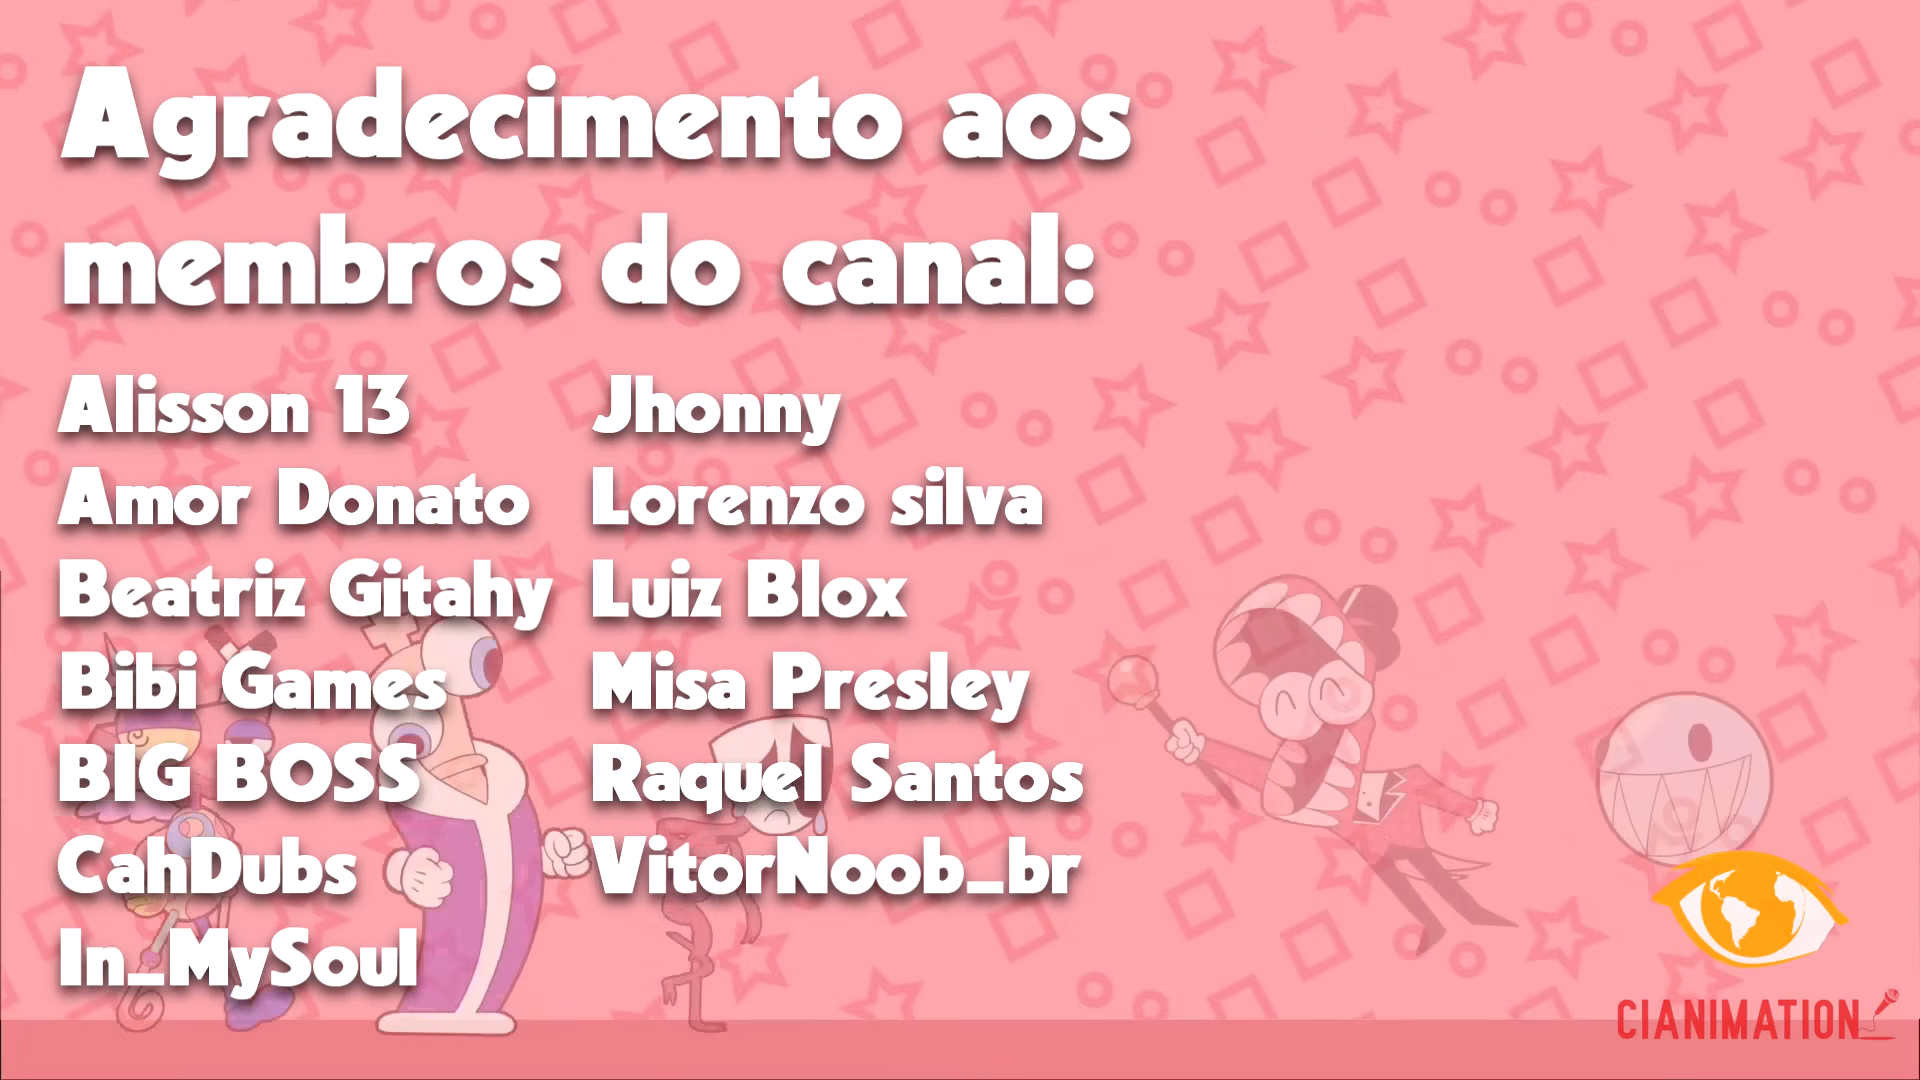 Agradecimento aos
membros do canal:
Alisson 13
Amor Donato
Beatriz Gitahy
Bibi Games
BIG BOSS
CahDubs
In_MySoul
Jhonny
Lorenzo silva
Luiz Blox
Misa Presley
Raquel Santos
VitorNoob_br
CIANIMATION